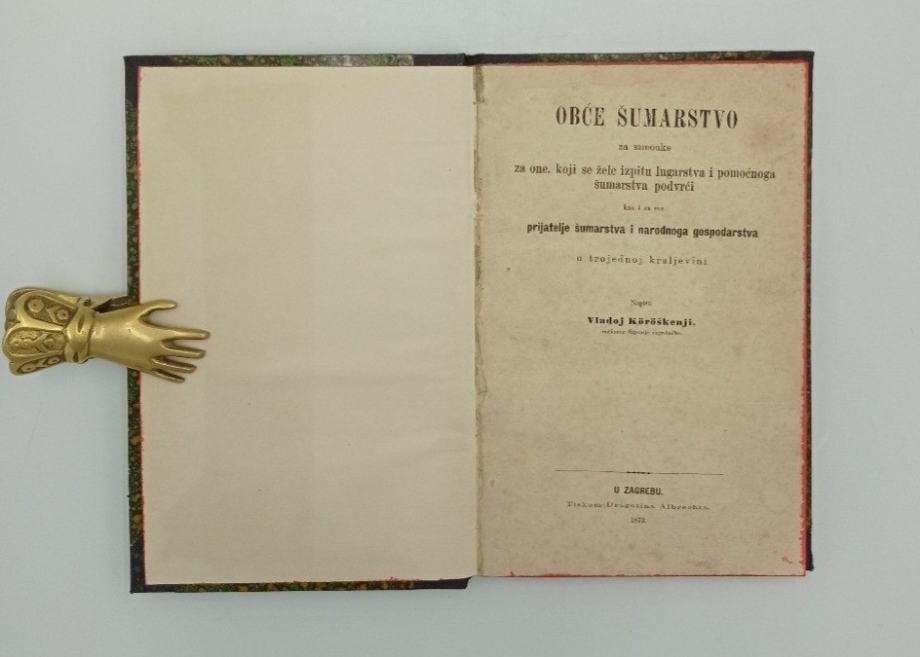 OBĆE ŠUMARSTVO
za samouke
za one, koji se žele izpitu lugarstva i pomoćnoga
šumarstva podvrći
kao i za sve
prijatelje šumarstva i narodnoga gospodarstva
u trojednoj kraljevini
Napisa
Vladoj Köröškenji,
U ZAGREBU.
Tiskom Dragutina Albrechta.